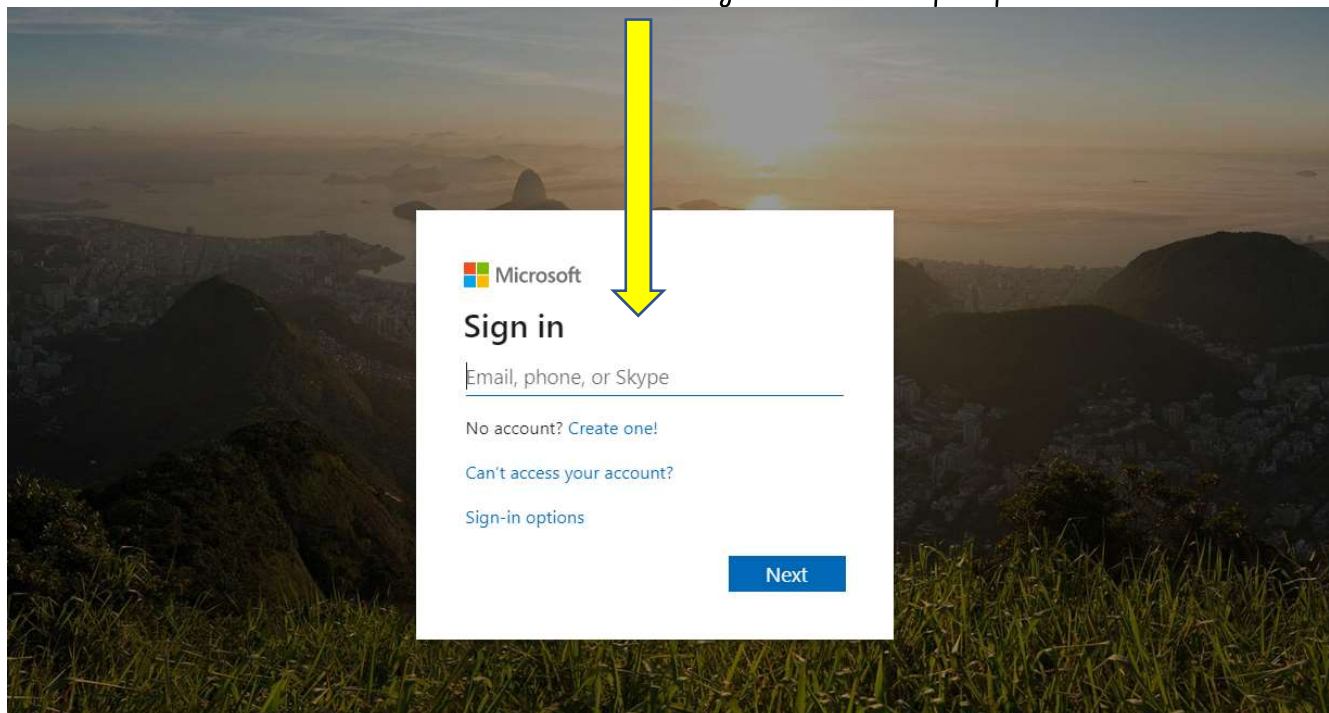 Microsoft
Sign in
Email, phone, or Skype
No account? Create one!
Can't access your account?
Sign-in options
Next